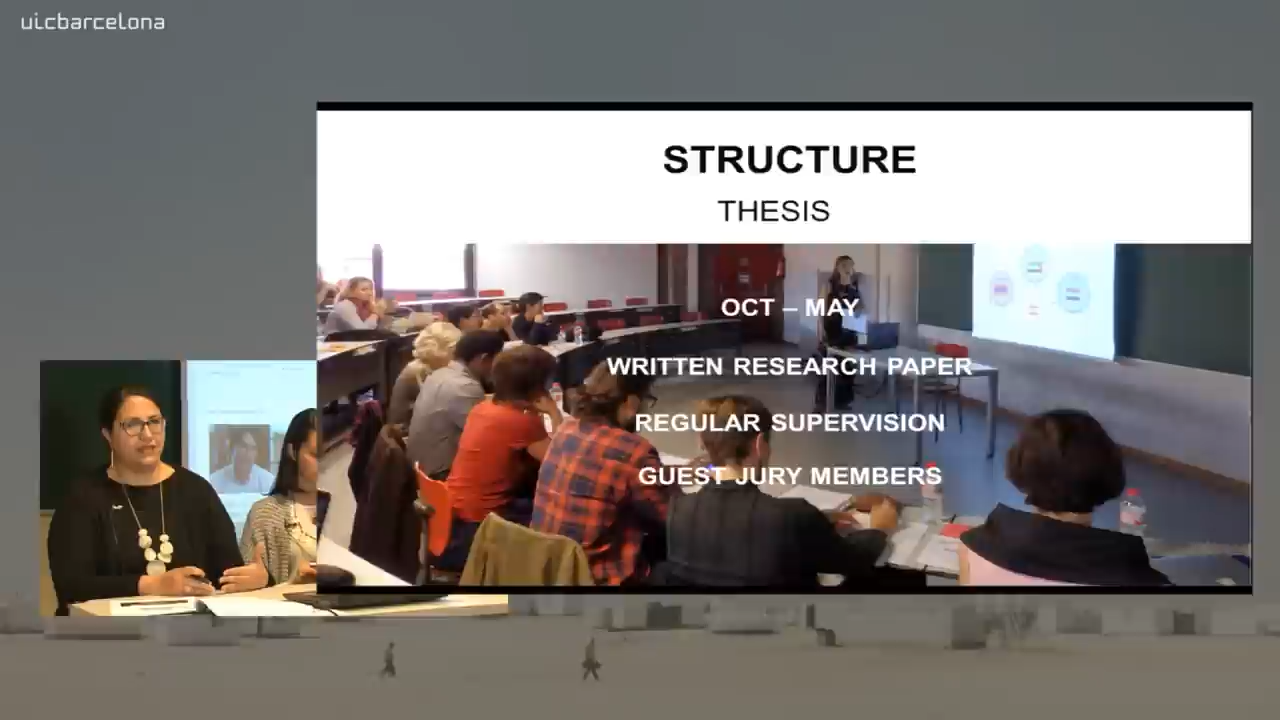 uicbarcelona
STRUCTURE
THESIS
OCT – MAY
WRITTEN RESEARCH PAPER
REGULAR SUPERVISION
GUEST JURY MEMBERS